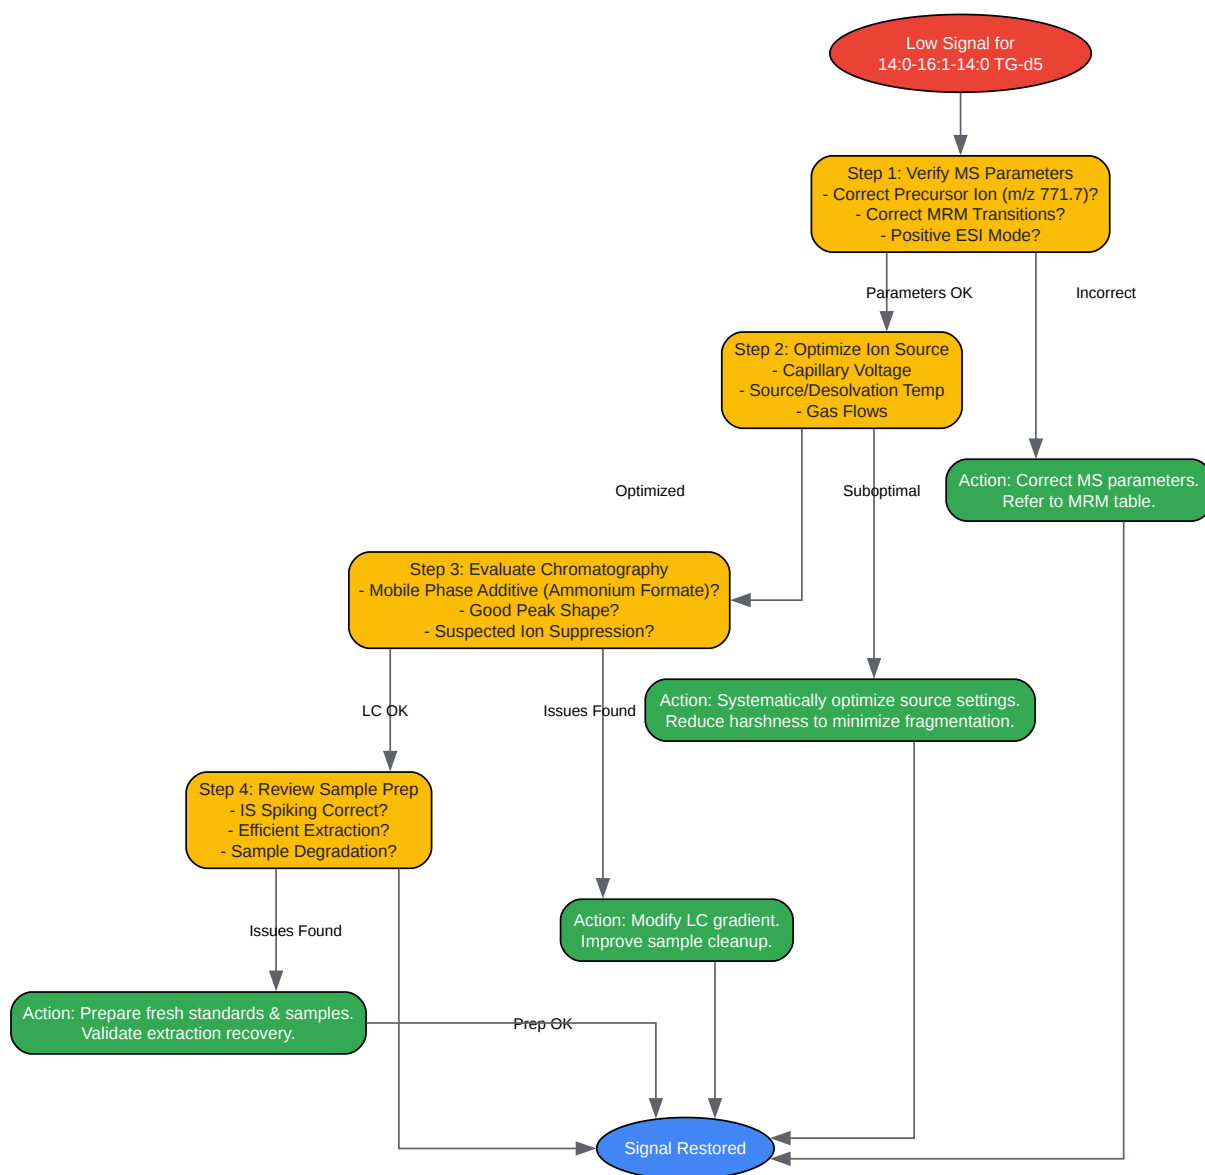 Low Signal for
14:0-16:1-14:0 TG-d5
Step 1: Verify MS Parameters
- Correct Precursor Ion (m/z 771.7)?
- Correct MRM Transitions?
- Positive ESI Mode?
Parameters OK
Incorrect
Step 2: Optimize Ion Source
- Capillary Voltage
- Source/Desolvation Temp
- Gas Flows
Optimized
Suboptimal
Action: Correct MS parameters.
Refer to MRM table.
Step 3: Evaluate Chromatography
- Mobile Phase Additive (Ammonium Formate)?
- Good Peak Shape?
- Suspected Ion Suppression?
LC OK
Issues Found
Action: Systematically optimize source settings.
Reduce harshness to minimize fragmentation.
Step 4: Review Sample Prep
- IS Spiking Correct?
- Efficient Extraction?
- Sample Degradation?
Issues Found
Action: Modify LC gradient.
Improve sample cleanup.
Action: Prepare fresh standards & samples.
Validate extraction recovery.
Prep OK
Signal Restored